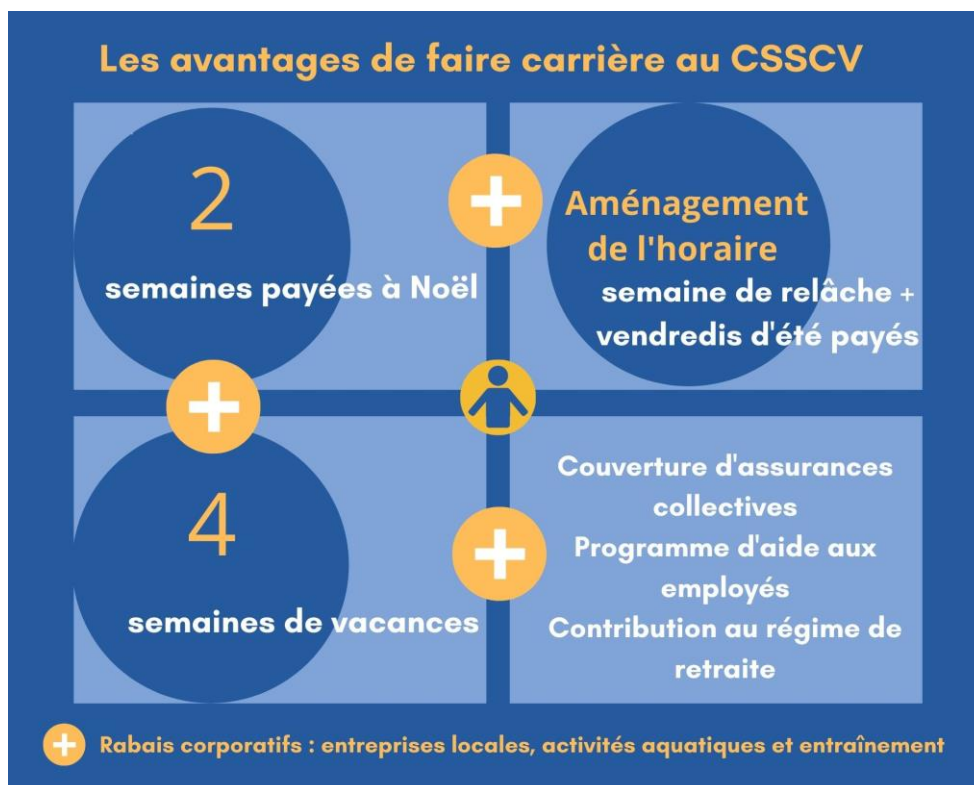 Les avantages de faire carrière au CSSCV
2
semaines payées à Noël
Aménagement
de l'horaire
semaine de relâche +
vendredis d'été payés
4
semaines de vacances
Couverture d'assurances
collectives
Programme d'aide aux
employés
Contribution au régime de
retraite
Rabais corporatifs : entreprises locales, activités aquatiques et entraînement